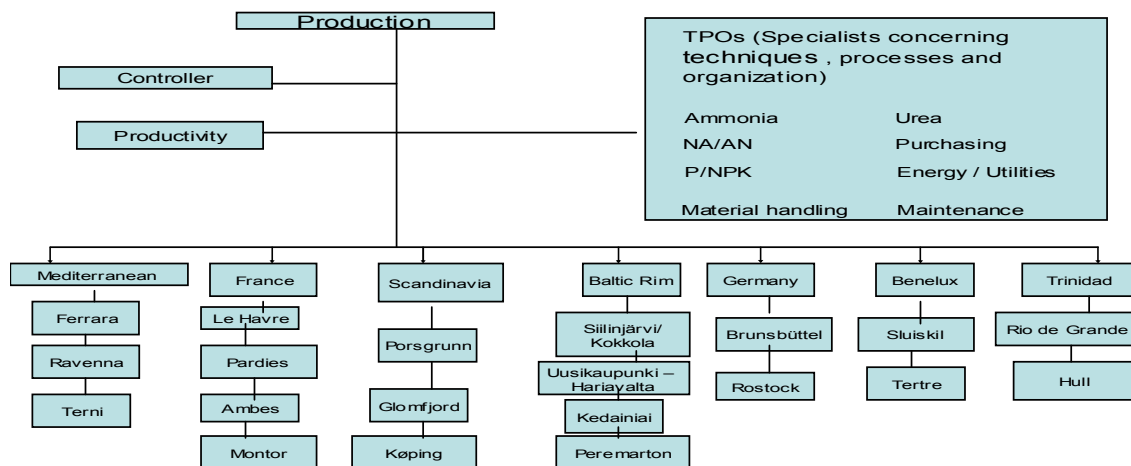 Production
TPOs (Specialists concerning
techniques , processes and
organization)
Controller
Productivity
Ammonia Urea
NA/AN Purchasing
P/NPK Energy / Utilities
Material handling Maintenance
Mediterranean
Ferrara
Ravenna
Terni
France
Le Havre
Pardies
Ambes
Montor
Scandinavia
Porsgrunn
Glomfjord
Køping
Baltic Rim
Siilinjärvi/
Kokkola
Uusikaupunki –
Hariayalta
Kedainiai
Peremarton
Germany
Brunsbüttel
Rostock
Benelux
Sluiskil
Tertre
Trinidad
Rio de Grande
Hull